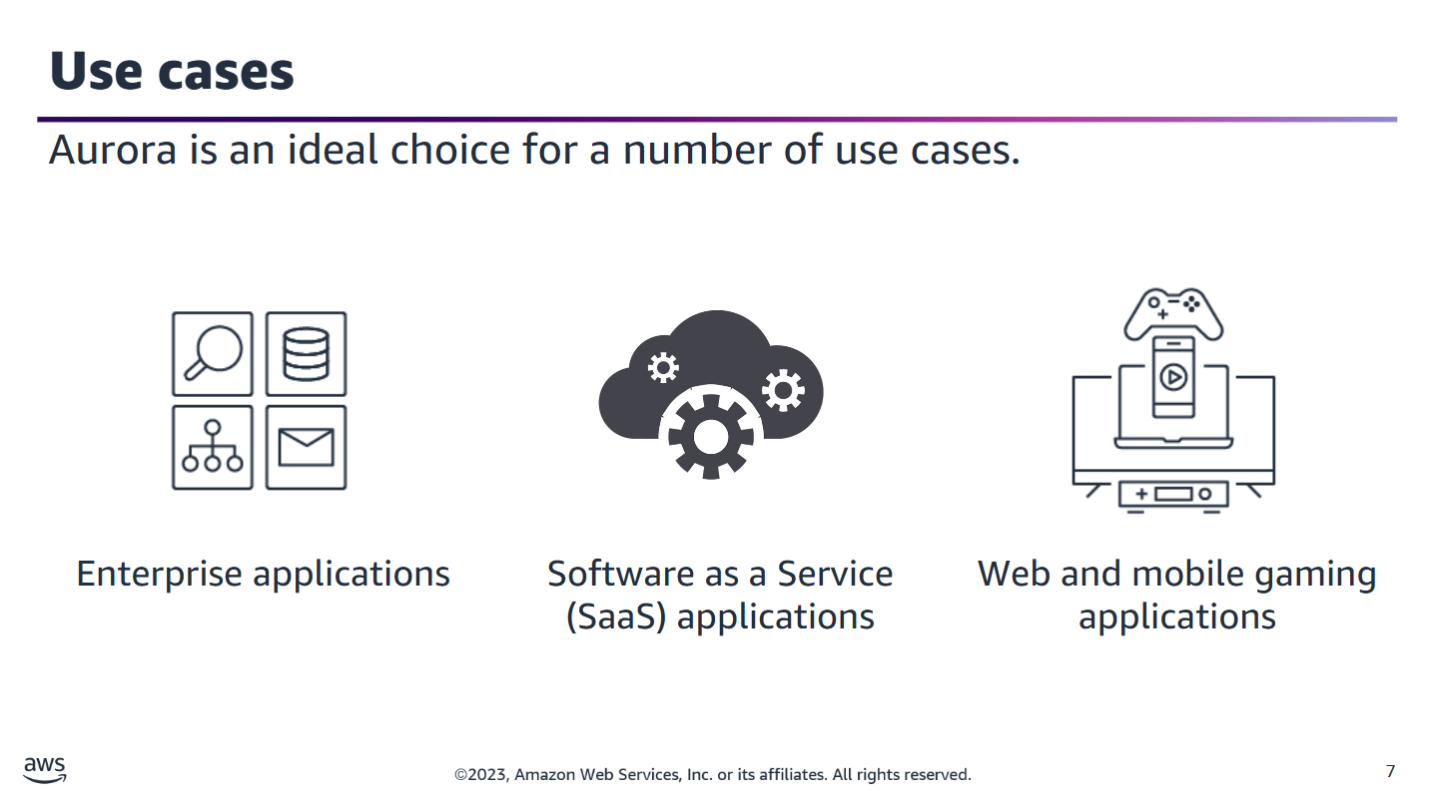 Use cases
Aurora is an ideal choice for a number of use cases.
Enterprise applications
Software as a Service
(SaaS) applications
Web and mobile gaming
applications
aws
©2023, Amazon Web Services, Inc. or its affiliates. All rights reserved.
7